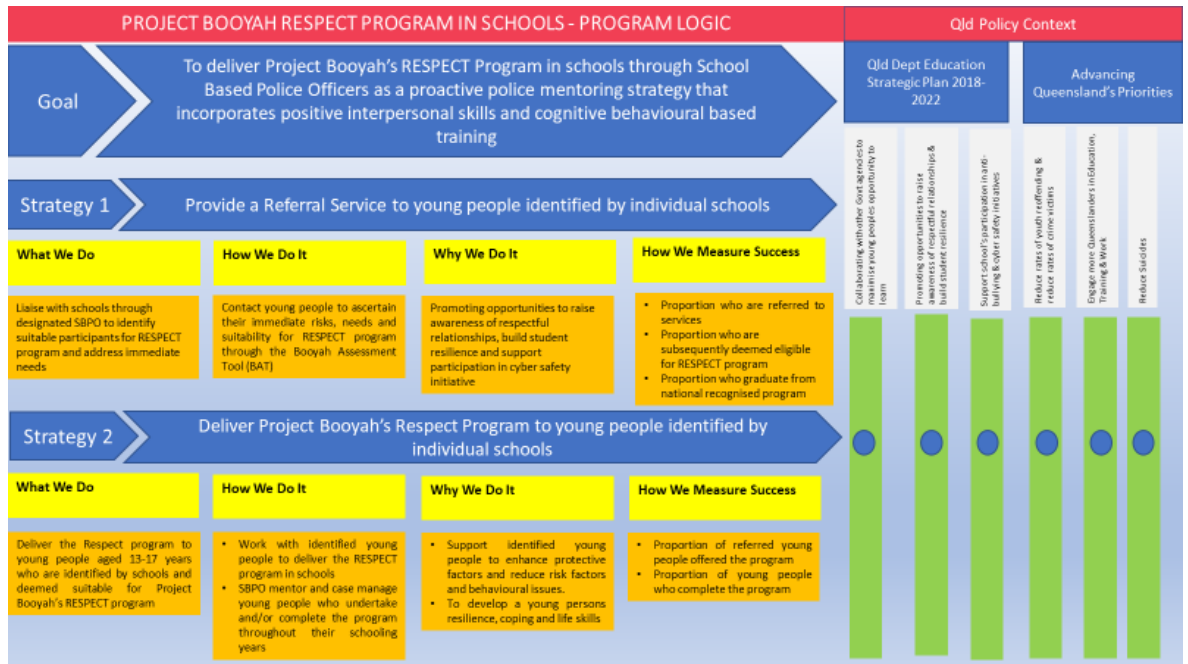 PROJECT BOOYAH RESPECT PROGRAM IN SCHOOLS - PROGRAM LOGIC
Goal
To deliver Project Booyah's RESPECT Program in schools through School
Based Police Officers as a proactive police mentoring strategy that
incorporates positive interpersonal skills and cognitive behavioural based
training
Strategy 1
Provide a Referral Service to young people identified by individual schools
What We Do
Liaise with schools through
designated SBPO to identify
suitable participants for RESPECT
program and address immediate
needs
How We Do It
Contact young people to ascertain
their immediate risks, needs and
suitability for RESPECT program
through the Booyah Assessment
Tool (BAT)
Why We Do It
Promoting opportunities to raise
awareness of respectful
relationships, build student
resilience and support
participation in cyber safety
initiative
How We Measure Success
• Proportion who are referred to
services
• Proportion who are
subsequently deemed eligible
for RESPECT program
• Proportion who graduate from
national recognised program
Strategy 2
Deliver Project Booyah's Respect Program to young people identified by
individual schools
What We Do
Deliver the Respect program to
young people aged 13-17 years
who are identified by schools and
deemed suitable for Project
Booyah's RESPECT program
How We Do It
• Work with identified young
people to deliver the RESPECT
program in schools
• SBPO mentor and case manage
young people who undertake
and/or complete the program
throughout their schooling
years
Why We Do It
• Support identified young
people to enhance protective
factors and reduce risk factors
and behavioural issues.
• To develop a young persons
resilience, coping and life skills
How We Measure Success
• Proportion of referred young
people offered the program
• Proportion of young people
who complete the program
Qld Policy Context
Qld Dept Education
Strategic Plan 2018-
2022
Advancing
Queensland's Priorities
Collaborating with other Govt agencies to
maximise young peoples opportunity to
learn
Promoting opportunities to raise
awareness of respectful relationships &
build student resilience
Support school's participation in anti-
bullying & cyber safety initiatives
Reduce rates of youth reoffending &
reduce rates of crime victims
Engage more Queenslanders in Education,
Training & Work
Reduce Suicides